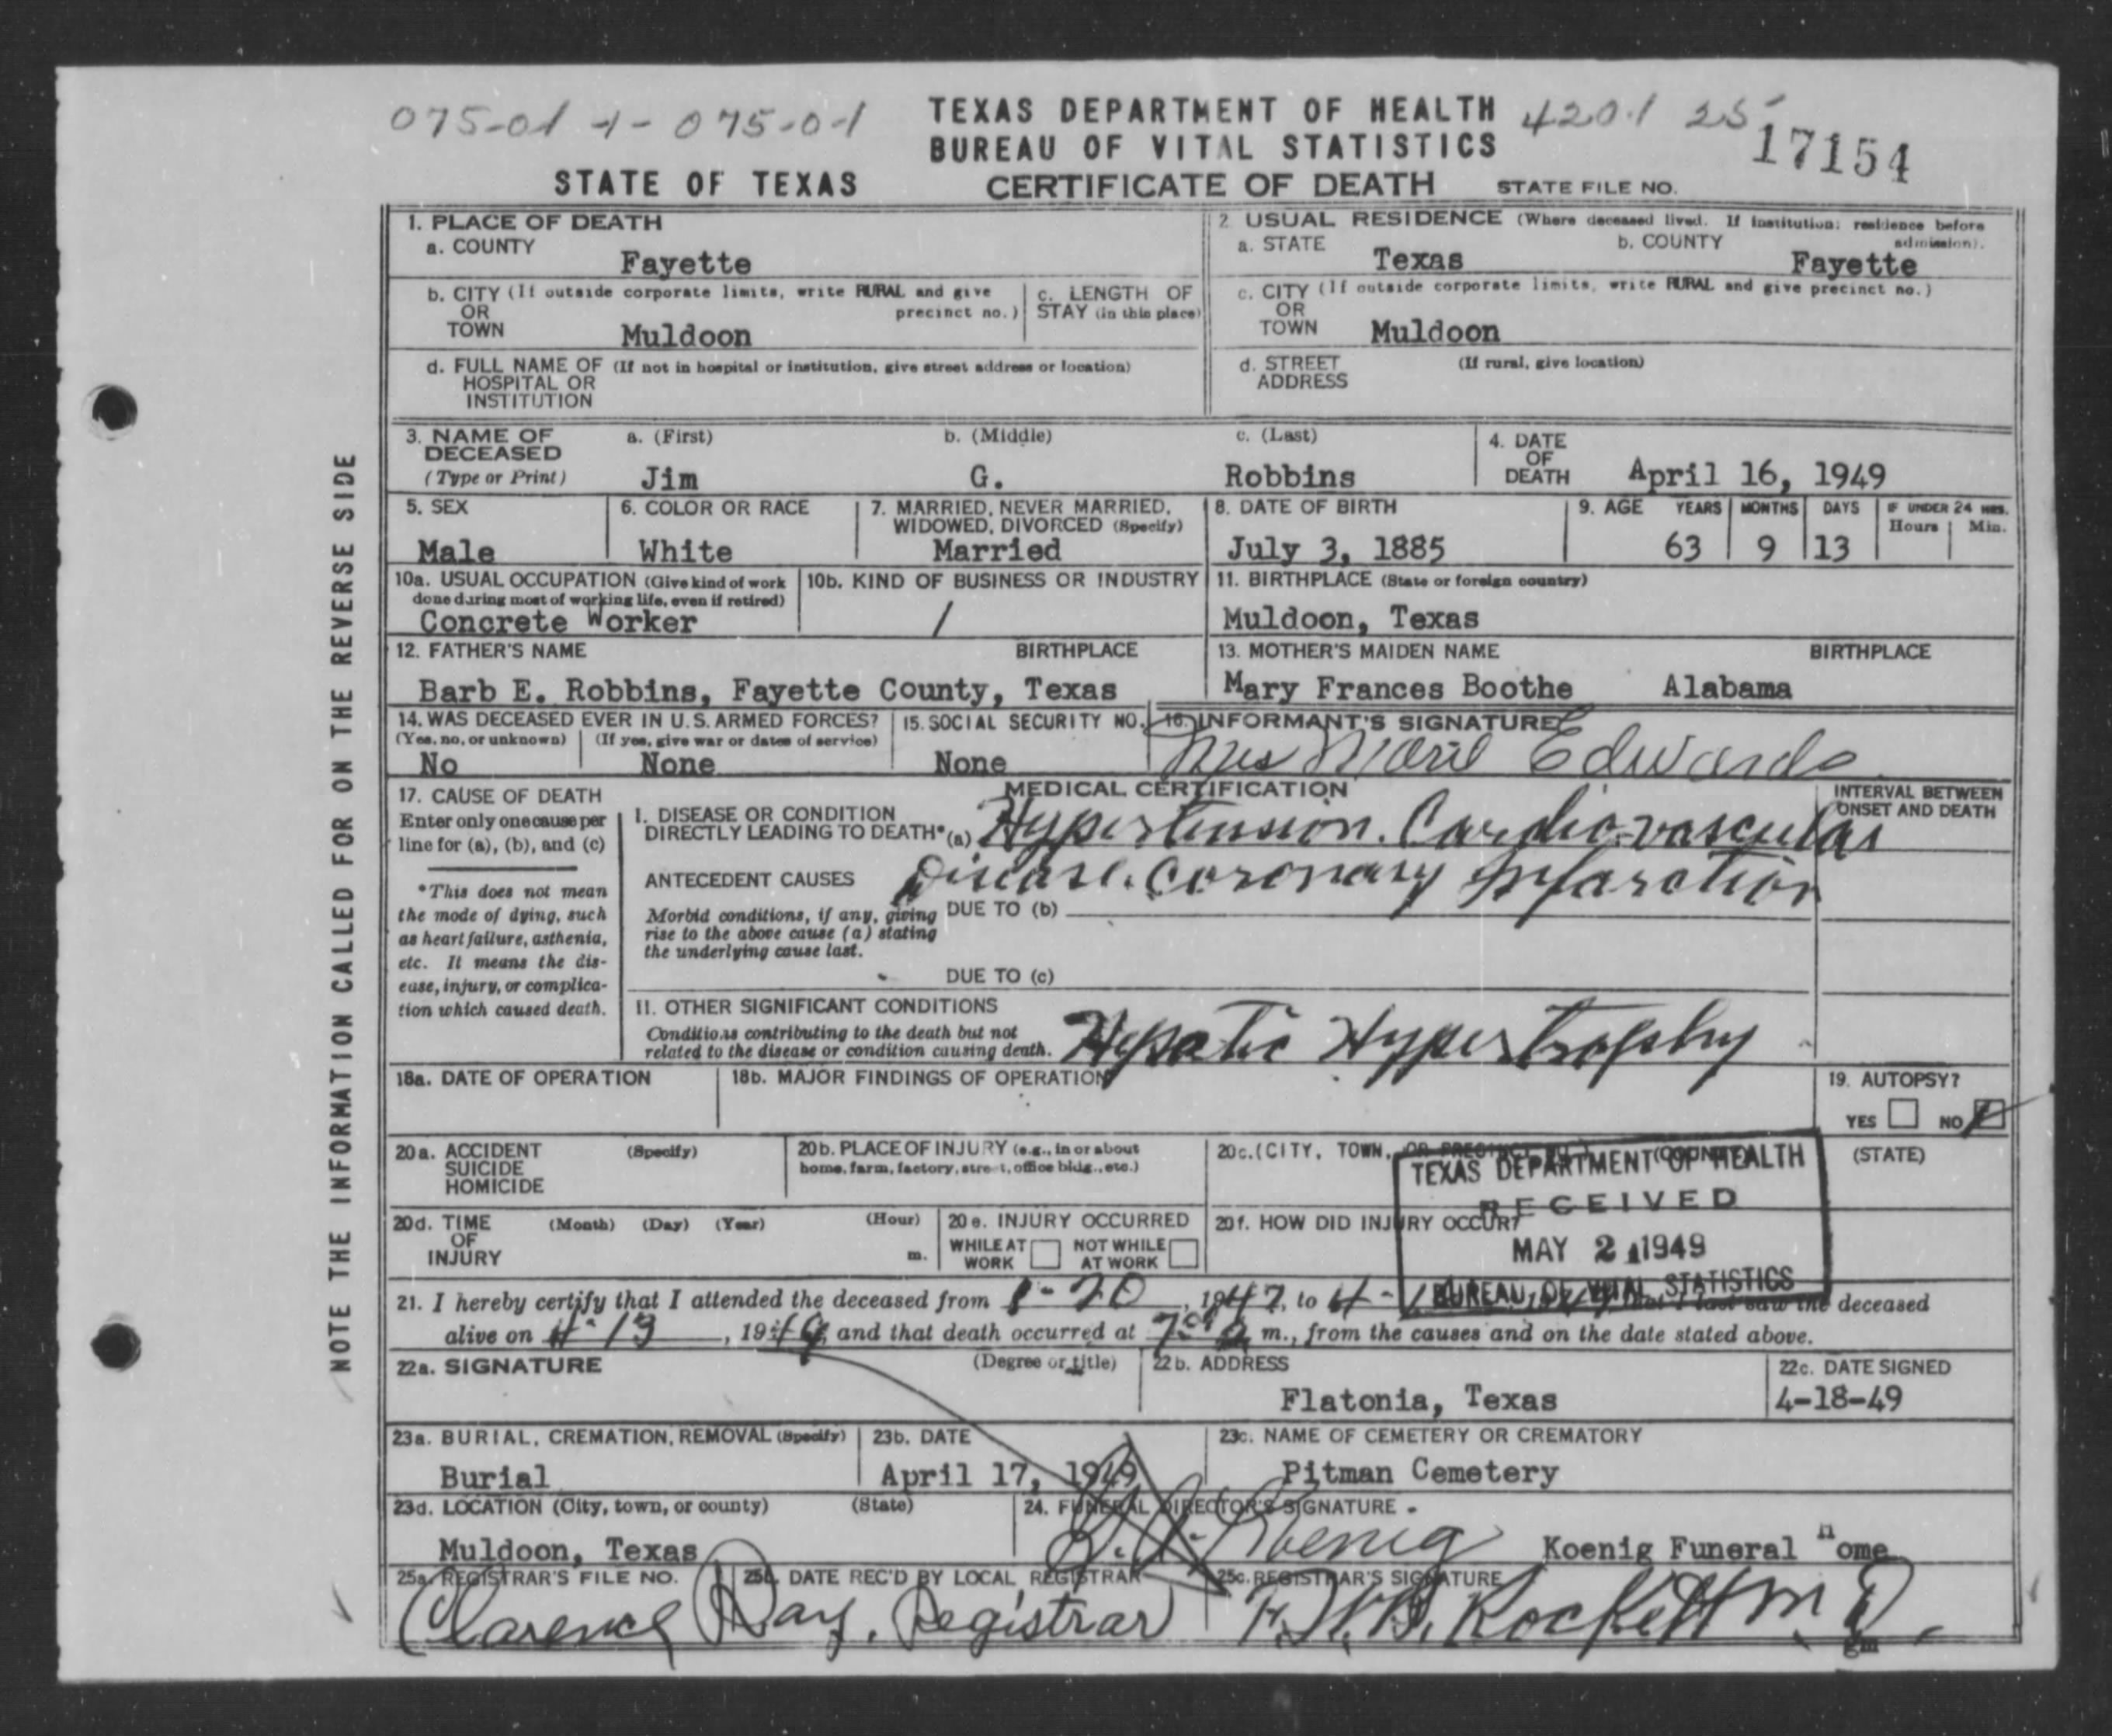 075-01 -1- 075-0-1
TEXAS DEPARTMENT OF HEALTH 420.1 25
BUREAU OF VITAL STATISTICS 17154
STATE OF TEXAS CERTIFICATE OF DEATH STATE FILE NO.
1. PLACE OF DEATH
a. COUNTY Fayette
2. USUAL RESIDENCE (Where deceased lived. If institution: residence before admission).
a. STATE Texas b. COUNTY Fayette
b. CITY (If outside corporate limits, write RURAL and give precinct no.)
OR
TOWN Muldoon
c. LENGTH OF
STAY (in this place)
c. CITY (If outside corporate limits, write RURAL and give precinct no.)
OR
TOWN Muldoon
d. FULL NAME OF (If not in hospital or institution, give street address or location)
HOSPITAL OR
INSTITUTION
d. STREET (If rural, give location)
ADDRESS
3. NAME OF a. (First) b. (Middle) c. (Last)
DECEASED
(Type or Print) Jim G. Robbins
4. DATE
OF
DEATH April 16, 1949
5. SEX
Male
6. COLOR OR RACE
White
7. MARRIED, NEVER MARRIED,
WIDOWED, DIVORCED (Specify)
Married
8. DATE OF BIRTH
July 3, 1885
9. AGE YEARS MONTHS DAYS IF UNDER 24 HRS.
Hours Min.
63 9 13
10a. USUAL OCCUPATION (Give kind of work
done during most of working life, even if retired)
Concrete Worker
10b. KIND OF BUSINESS OR INDUSTRY
/
11. BIRTHPLACE (State or foreign country)
Muldoon, Texas
12. FATHER'S NAME BIRTHPLACE
Barb E. Robbins, Fayette County, Texas
13. MOTHER'S MAIDEN NAME BIRTHPLACE
Mary Frances Boothe Alabama
14. WAS DECEASED EVER IN U.S. ARMED FORCES?
(Yes, no, or unknown) (If yes, give war or dates of service)
No None
15. SOCIAL SECURITY NO.
None
16. INFORMANT'S SIGNATURE
Mrs Edwards
MEDICAL CERTIFICATION
17. CAUSE OF DEATH
Enter only one cause per
line for (a), (b), and (c)
*This does not mean
the mode of dying, such
as heart failure, asthenia,
etc. It means the dis-
ease, injury, or complica-
tion which caused death.
I. DISEASE OR CONDITION
DIRECTLY LEADING TO DEATH* (a) Hypertension. Cardio-vascular
Disease. Coronary Infarction
ANTECEDENT CAUSES
Morbid conditions, if any, giving DUE TO (b)
rise to the above cause (a) stating
the underlying cause last.
DUE TO (c)
INTERVAL BETWEEN
ONSET AND DEATH
II. OTHER SIGNIFICANT CONDITIONS
Conditions contributing to the death but not
related to the disease or condition causing death. Hepatic Hypertrophy
18a. DATE OF OPERATION
18b. MAJOR FINDINGS OF OPERATION
19. AUTOPSY?
YES NO
20a. ACCIDENT (Specify)
SUICIDE
HOMICIDE
20b. PLACE OF INJURY (e.g., in or about
home, farm, factory, street, office bldg., etc.)
20c. (CITY, TOWN, OR PRECINCT NO.) (COUNTY) (STATE)
TEXAS DEPARTMENT OF HEALTH
RECEIVED
MAY 21 1949
BUREAU OF VITAL STATISTICS
20d. TIME (Month) (Day) (Year) (Hour)
OF
INJURY m.
20e. INJURY OCCURRED
WHILE AT NOT WHILE
WORK AT WORK
20f. HOW DID INJURY OCCUR?
21. I hereby certify that I attended the deceased from 1-20, 1947, to 4- that I last saw the deceased
alive on 4-13, 1949, and that death occurred at m., from the causes and on the date stated above.
22a. SIGNATURE (Degree or title)
22b. ADDRESS
Flatonia, Texas
22c. DATE SIGNED
4-18-49
23a. BURIAL, CREMATION, REMOVAL (Specify)
Burial
23b. DATE
April 17, 1949
23c. NAME OF CEMETERY OR CREMATORY
Pitman Cemetery
23d. LOCATION (City, town, or county) (State)
Muldoon, Texas
24. FUNERAL DIRECTOR'S SIGNATURE
Koenig Koenig Funeral Home
25a. REGISTRAR'S FILE NO.
25b. DATE REC'D BY LOCAL REGISTRAR
25c. REGISTRAR'S SIGNATURE
Clarence Day, Registrar
Rockett M.D.
gm
NOTE THE INFORMATION CALLED FOR ON THE REVERSE SIDE